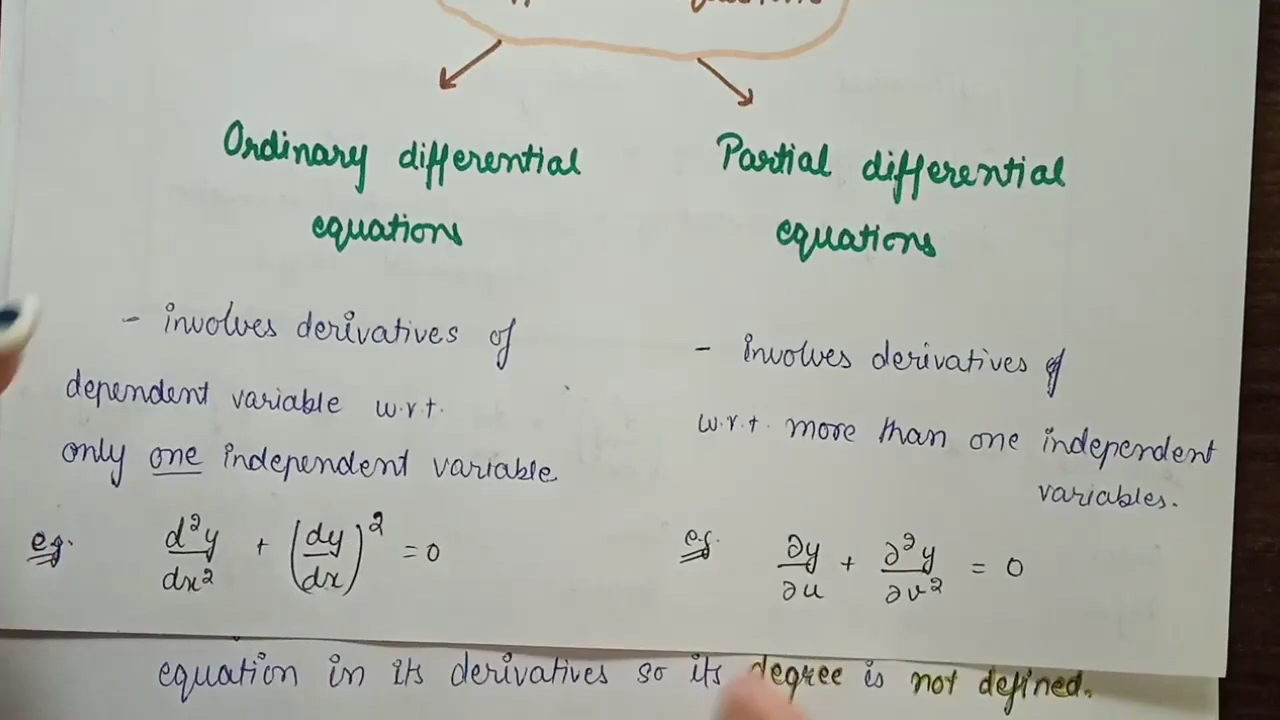 Ordinary differential
equations
- involves derivatives of
dependent variable w.r.t.
only one independent variable
eg. d²y/dx² + (dy/dx)² = 0
Partial differential
equations
- involves derivatives of
w.r.t. more than one independent
variables.
eg. ∂y/∂u + ∂²y/∂v² = 0
equation in its derivatives so its degree is not defined.